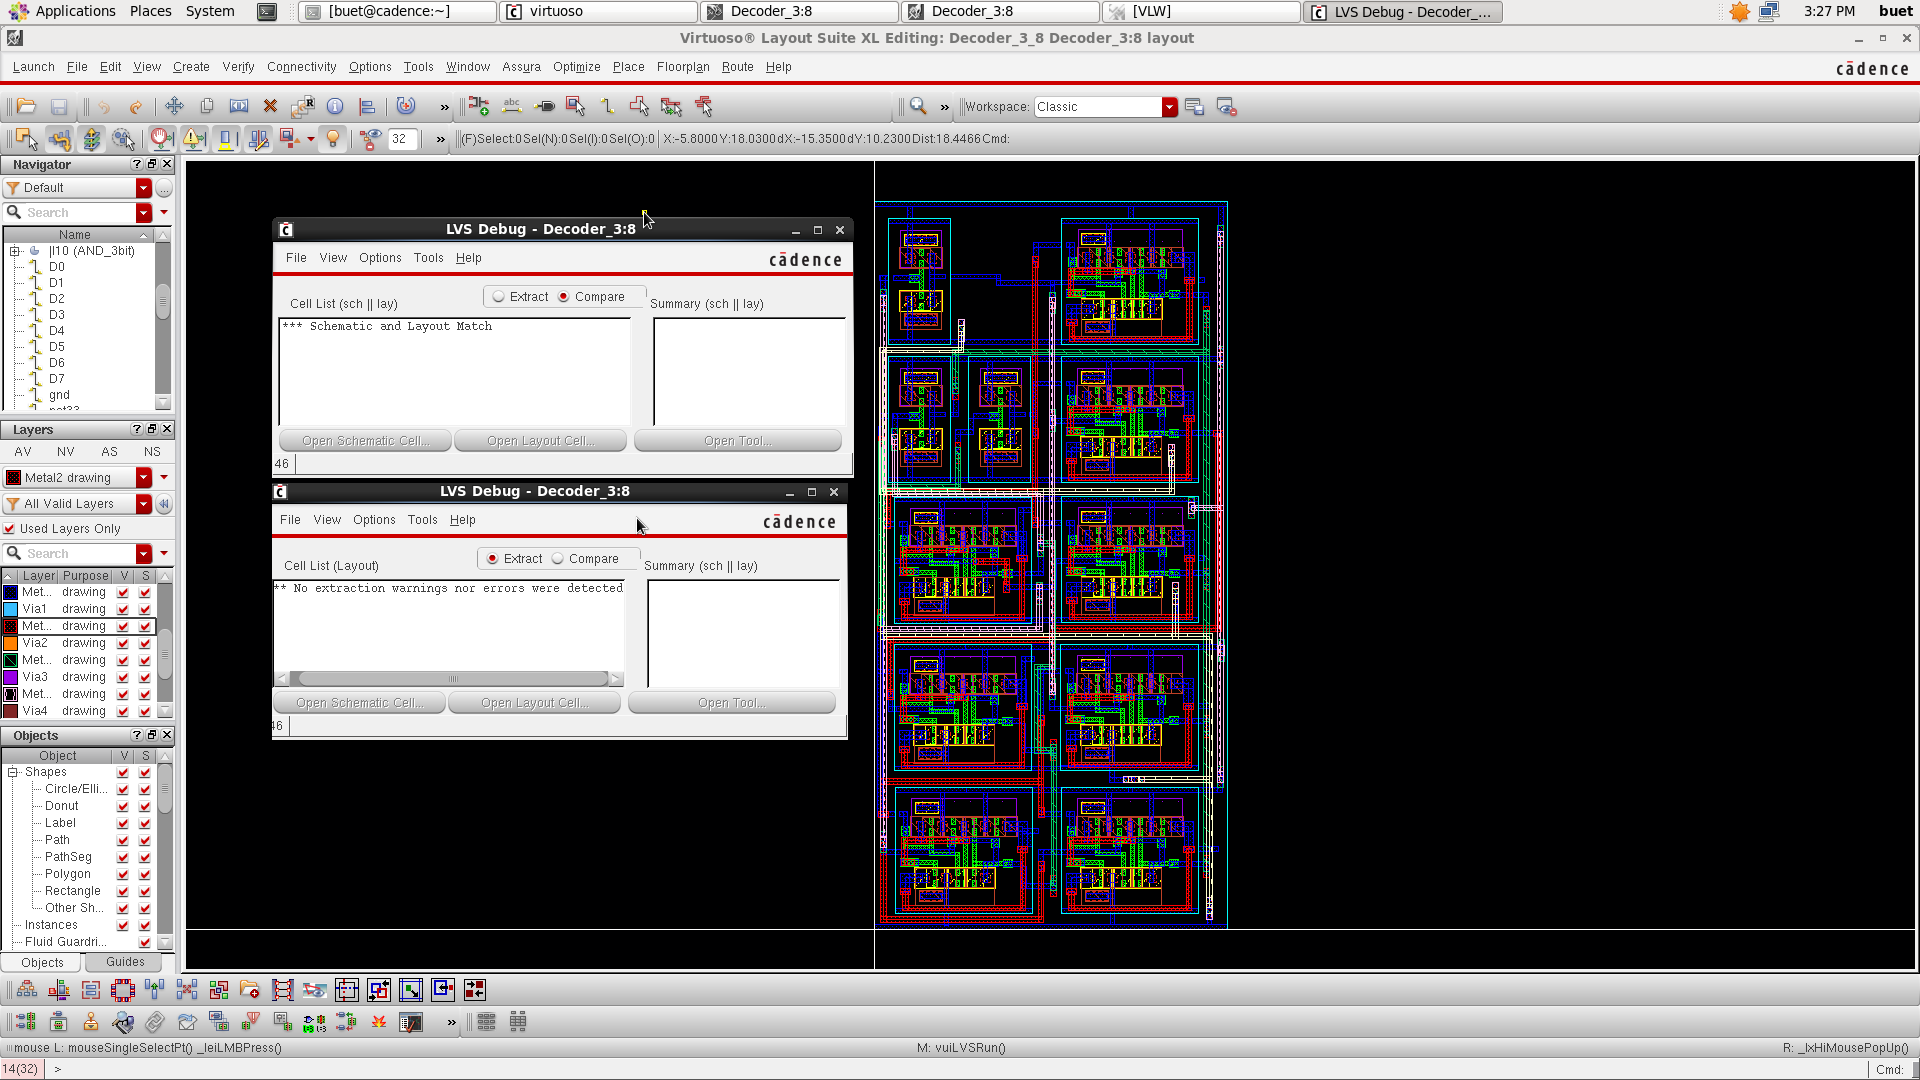 Applications Places System [buet@cadence:~] virtuoso Decoder_3:8 Decoder_3:8 [VLW] LVS Debug - Decoder_... 3:27 PM buet
Virtuoso® Layout Suite XL Editing: Decoder_3_8 Decoder_3:8 layout
Launch File Edit View Create Verify Connectivity Options Tools Window Assura Optimize Place Floorplan Route Help cādence
abc » » Workspace: Classic
32 » (F)Select:0 Sel(N):0 Sel(I):0 Sel(O):0 X:-5.8000 Y:18.0300 dX:-15.3500 dY:10.2300 Dist:18.4466 Cmd:
Navigator
Default
Search
Name
|I10 (AND_3bit)
D0
D1
D2
D3
D4
D5
D6
D7
gnd
Layers
AV NV AS NS
Metal2 drawing
All Valid Layers
Used Layers Only
Search
Layer Purpose V S
Met... drawing
Via1 drawing
Met... drawing
Via2 drawing
Met... drawing
Via3 drawing
Met... drawing
Via4 drawing
Objects
Object V S
Shapes
Circle/Elli...
Donut
Label
Path
PathSeg
Polygon
Rectangle
Other Sh...
Instances
Fluid Guardri...
Objects Guides
LVS Debug - Decoder_3:8
File View Options Tools Help cādence
Cell List (sch || lay) Extract Compare Summary (sch || lay)
*** Schematic and Layout Match
Open Schematic Cell... Open Layout Cell... Open Tool...
46
LVS Debug - Decoder_3:8
File View Options Tools Help cādence
Cell List (Layout) Extract Compare Summary (sch || lay)
** No extraction warnings nor errors were detected
Open Schematic Cell... Open Layout Cell... Open Tool...
46
»
mouse L: mouseSingleSelectPt() _leiLMBPress() M: vuiLVSRun() R: _lxHiMousePopUp()
14(32) > Cmd: